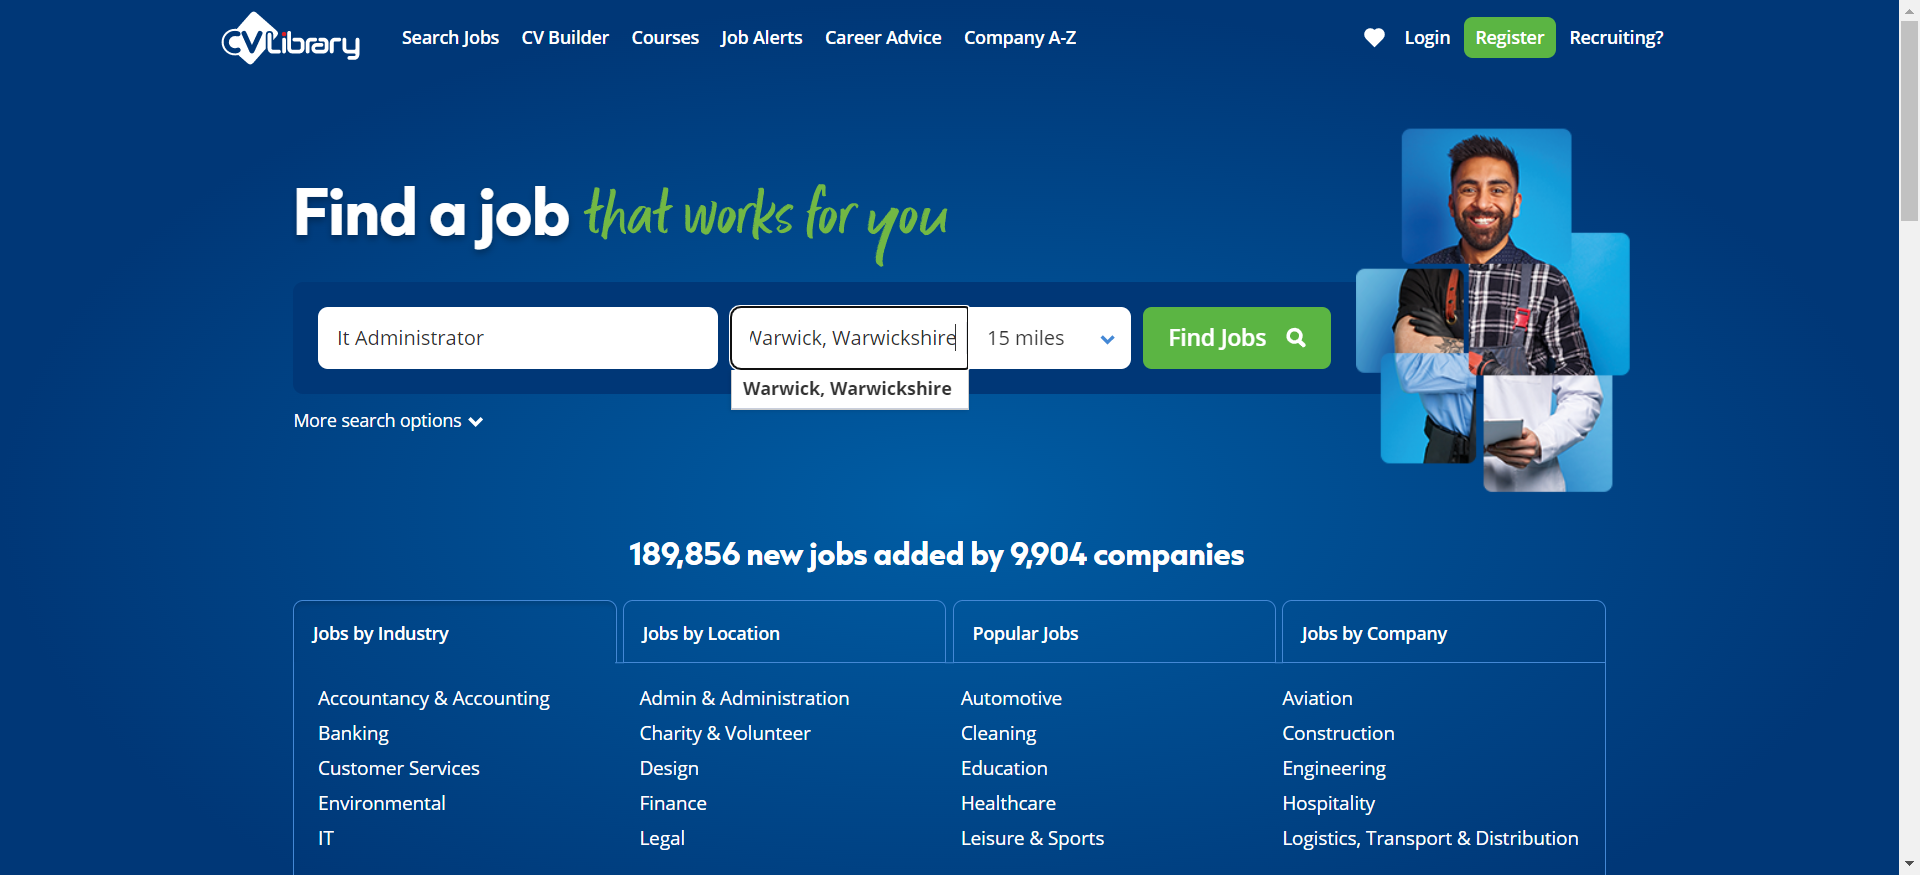 CVLibrary
Search Jobs CV Builder Courses Job Alerts Career Advice Company A-Z
Login Register Recruiting?
Find a job that works for you
It Administrator
Warwick, Warwickshire
15 miles
Find Jobs
Warwick, Warwickshire
More search options
189,856 new jobs added by 9,904 companies
Jobs by Industry Jobs by Location Popular Jobs Jobs by Company
Accountancy & Accounting Admin & Administration Automotive Aviation
Banking Charity & Volunteer Cleaning Construction
Customer Services Design Education Engineering
Environmental Finance Healthcare Hospitality
IT Legal Leisure & Sports Logistics, Transport & Distribution